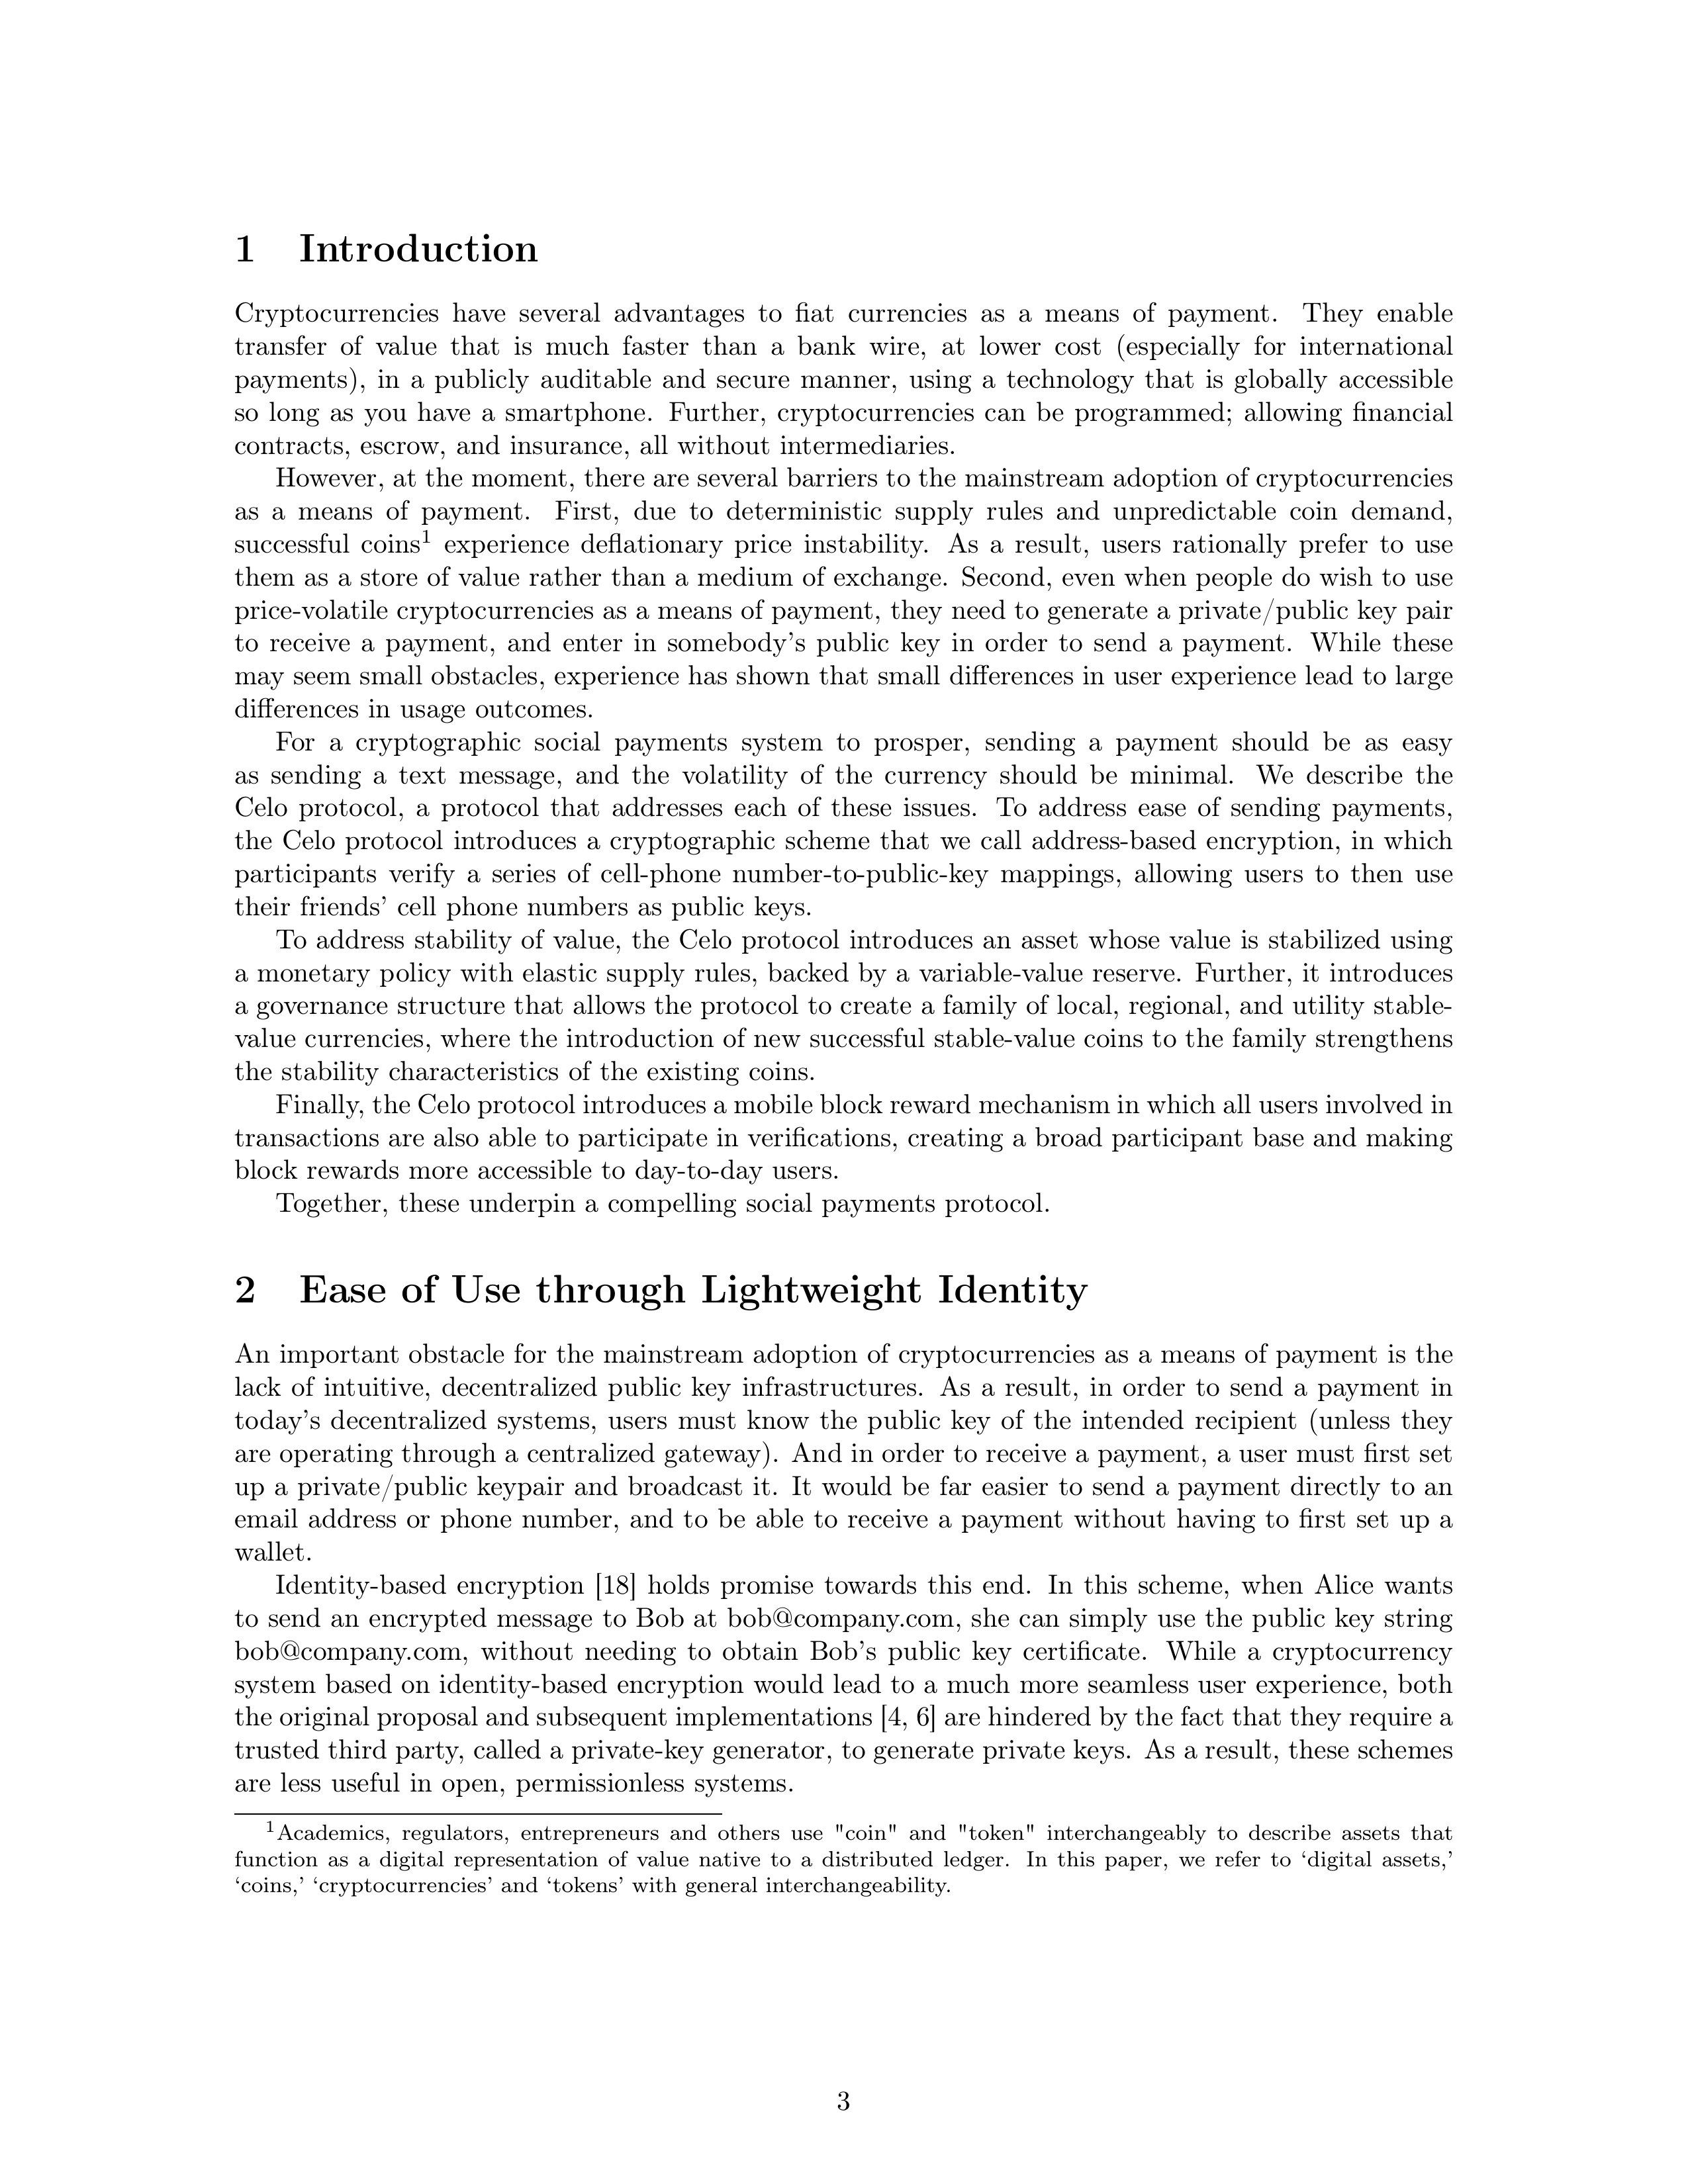 1 Introduction
Cryptocurrencies have several advantages to fiat currencies as a means of payment. They enable
transfer of value that is much faster than a bank wire, at lower cost (especially for international
payments), in a publicly auditable and secure manner, using a technology that is globally accessible
so long as you have a smartphone. Further, cryptocurrencies can be programmed; allowing financial
contracts, escrow, and insurance, all without intermediaries.
However, at the moment, there are several barriers to the mainstream adoption of cryptocurrencies
as a means of payment. First, due to deterministic supply rules and unpredictable coin demand,
successful coins¹ experience deflationary price instability. As a result, users rationally prefer to use
them as a store of value rather than a medium of exchange. Second, even when people do wish to use
price-volatile cryptocurrencies as a means of payment, they need to generate a private/public key pair
to receive a payment, and enter in somebody's public key in order to send a payment. While these
may seem small obstacles, experience has shown that small differences in user experience lead to large
differences in usage outcomes.
For a cryptographic social payments system to prosper, sending a payment should be as easy
as sending a text message, and the volatility of the currency should be minimal. We describe the
Celo protocol, a protocol that addresses each of these issues. To address ease of sending payments,
the Celo protocol introduces a cryptographic scheme that we call address-based encryption, in which
participants verify a series of cell-phone number-to-public-key mappings, allowing users to then use
their friends' cell phone numbers as public keys.
To address stability of value, the Celo protocol introduces an asset whose value is stabilized using
a monetary policy with elastic supply rules, backed by a variable-value reserve. Further, it introduces
a governance structure that allows the protocol to create a family of local, regional, and utility stable-
value currencies, where the introduction of new successful stable-value coins to the family strengthens
the stability characteristics of the existing coins.
Finally, the Celo protocol introduces a mobile block reward mechanism in which all users involved in
transactions are also able to participate in verifications, creating a broad participant base and making
block rewards more accessible to day-to-day users.
Together, these underpin a compelling social payments protocol.
2 Ease of Use through Lightweight Identity
An important obstacle for the mainstream adoption of cryptocurrencies as a means of payment is the
lack of intuitive, decentralized public key infrastructures. As a result, in order to send a payment in
today's decentralized systems, users must know the public key of the intended recipient (unless they
are operating through a centralized gateway). And in order to receive a payment, a user must first set
up a private/public keypair and broadcast it. It would be far easier to send a payment directly to an
email address or phone number, and to be able to receive a payment without having to first set up a
wallet.
Identity-based encryption [18] holds promise towards this end. In this scheme, when Alice wants
to send an encrypted message to Bob at bob@company.com, she can simply use the public key string
bob@company.com, without needing to obtain Bob's public key certificate. While a cryptocurrency
system based on identity-based encryption would lead to a much more seamless user experience, both
the original proposal and subsequent implementations [4, 6] are hindered by the fact that they require a
trusted third party, called a private-key generator, to generate private keys. As a result, these schemes
are less useful in open, permissionless systems.
¹Academics, regulators, entrepreneurs and others use "coin" and "token" interchangeably to describe assets that
function as a digital representation of value native to a distributed ledger. In this paper, we refer to ‘digital assets,’
‘coins,’ ‘cryptocurrencies’ and ‘tokens’ with general interchangeability.
3